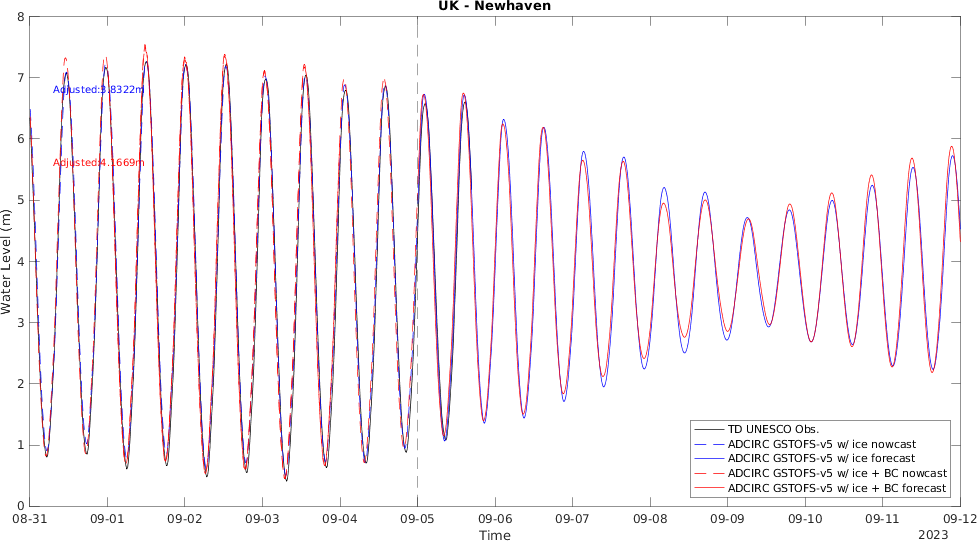 UK - Newhaven
8
7
6
5
4
3
2
1
0
Water Level (m)
Adjusted:3.8322m
Adjusted:4.1669m
TD UNESCO Obs.
ADCIRC GSTOFS-v5 w/ ice nowcast
ADCIRC GSTOFS-v5 w/ ice forecast
ADCIRC GSTOFS-v5 w/ ice + BC nowcast
ADCIRC GSTOFS-v5 w/ ice + BC forecast
08-31 09-01 09-02 09-03 09-04 09-05 09-06 09-07 09-08 09-09 09-10 09-11 09-12
Time
2023